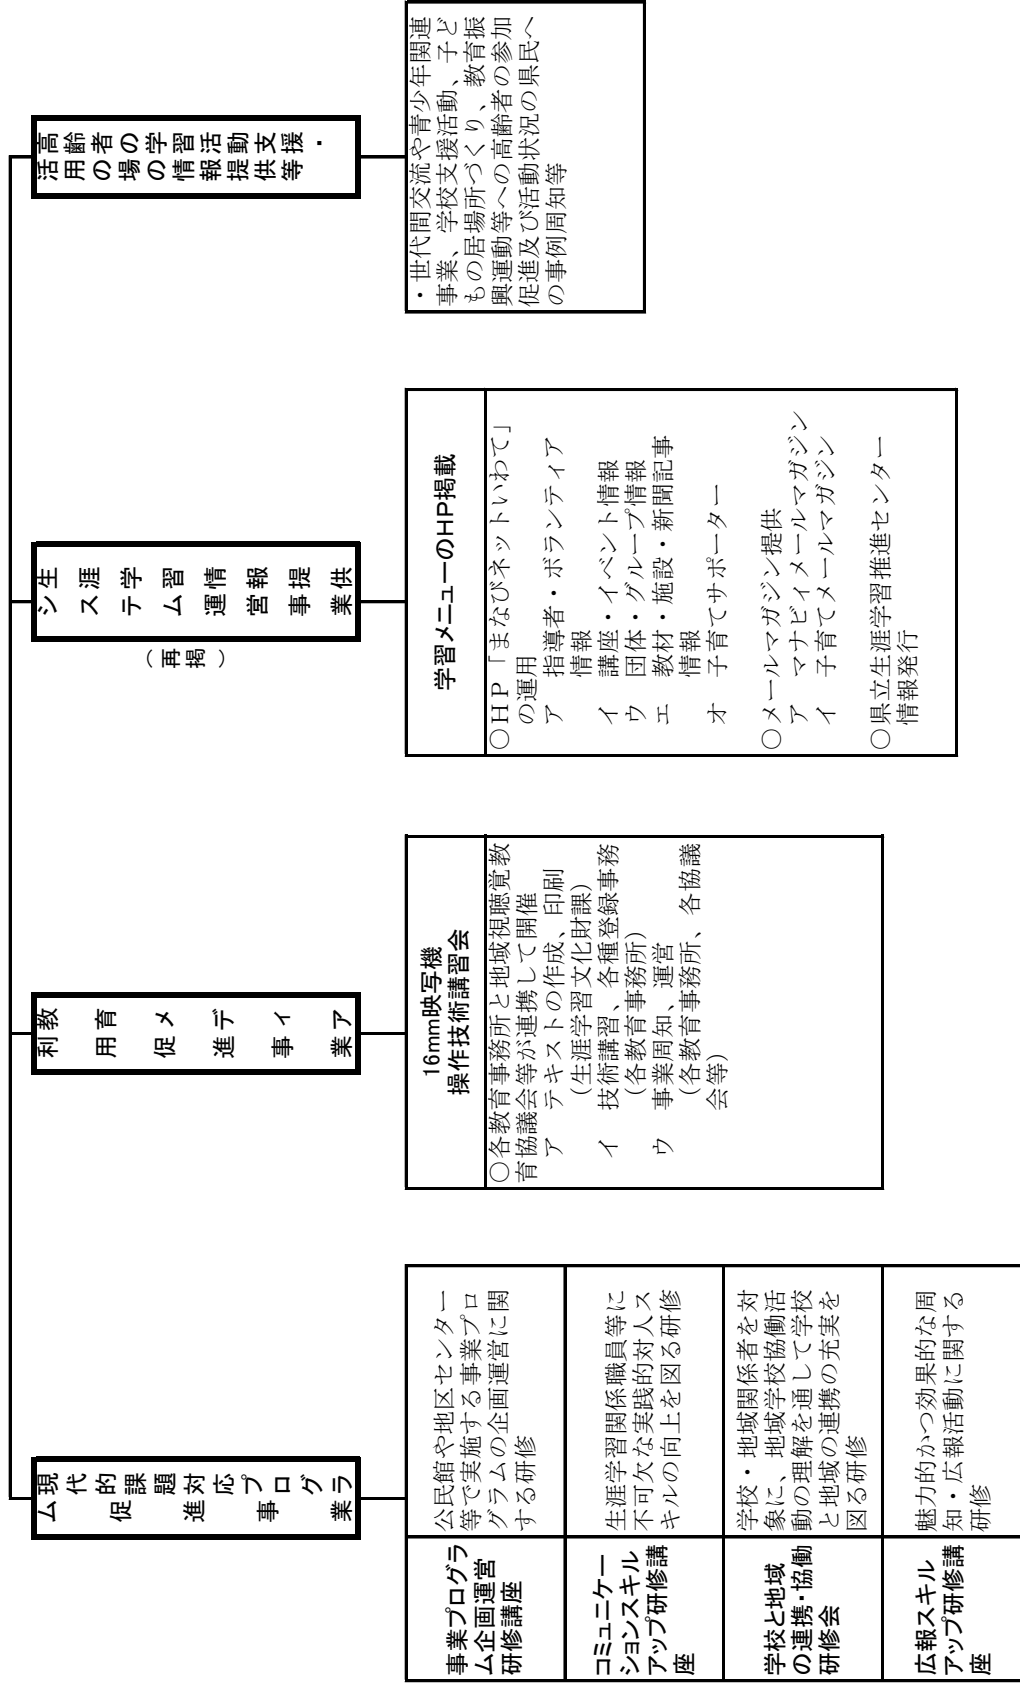 現代的課題対応プログラ
ム促進事業
事業プログラ
ム企画運営
研修講座
公民館や地区センター
等で実施する事業プロ
グラムの企画運営に関
する研修
コミュニケー
ションスキル
アップ研修講
座
生涯学習関係職員等に
不可欠な実践的対人ス
キルの向上を図る研修
学校と地域
の連携・協働
研修会
学校・地域関係者を対
象に、地域学校協働活
動の理解を通して学校
と地域の連携の充実を
図る研修
広報スキル
アップ研修講
座
魅力的かつ効果的な周
知・広報活動に関する
研修
教育メディア
利用促進事業
16mm映写機
操作技術講習会
○各教育事務所と地域視聴覚教
育協議会等が連携して開催
ア　テキストの作成、印刷
（生涯学習文化財課）
イ　技術講習、各種登録事務
（各教育事務所）
ウ　事業周知、運営
（各教育事務所、各協議
会等）
生涯学習情報提供
システム運営事業
（再掲）
学習メニューのHP掲載
○HP「まなびネットいわて」
の運用
ア　指導者・ボランティア
情報
イ　講座・イベント情報
ウ　団体・グループ情報
エ　教材・施設・新聞記事
情報
オ　子育てサポーター
○メールマガジン提供
ア　マナビィメールマガジン
イ　子育てメールマガジン
○県立生涯学習推進センター
情報発行
高齢者の学習活動支援・
活用の場の情報提供等
・世代間交流や青少年関連
事業、学校支援活動、子ど
もの居場所づくり、教育振
興運動等への高齢者の参加
促進及び活動状況の県民へ
の事例周知等